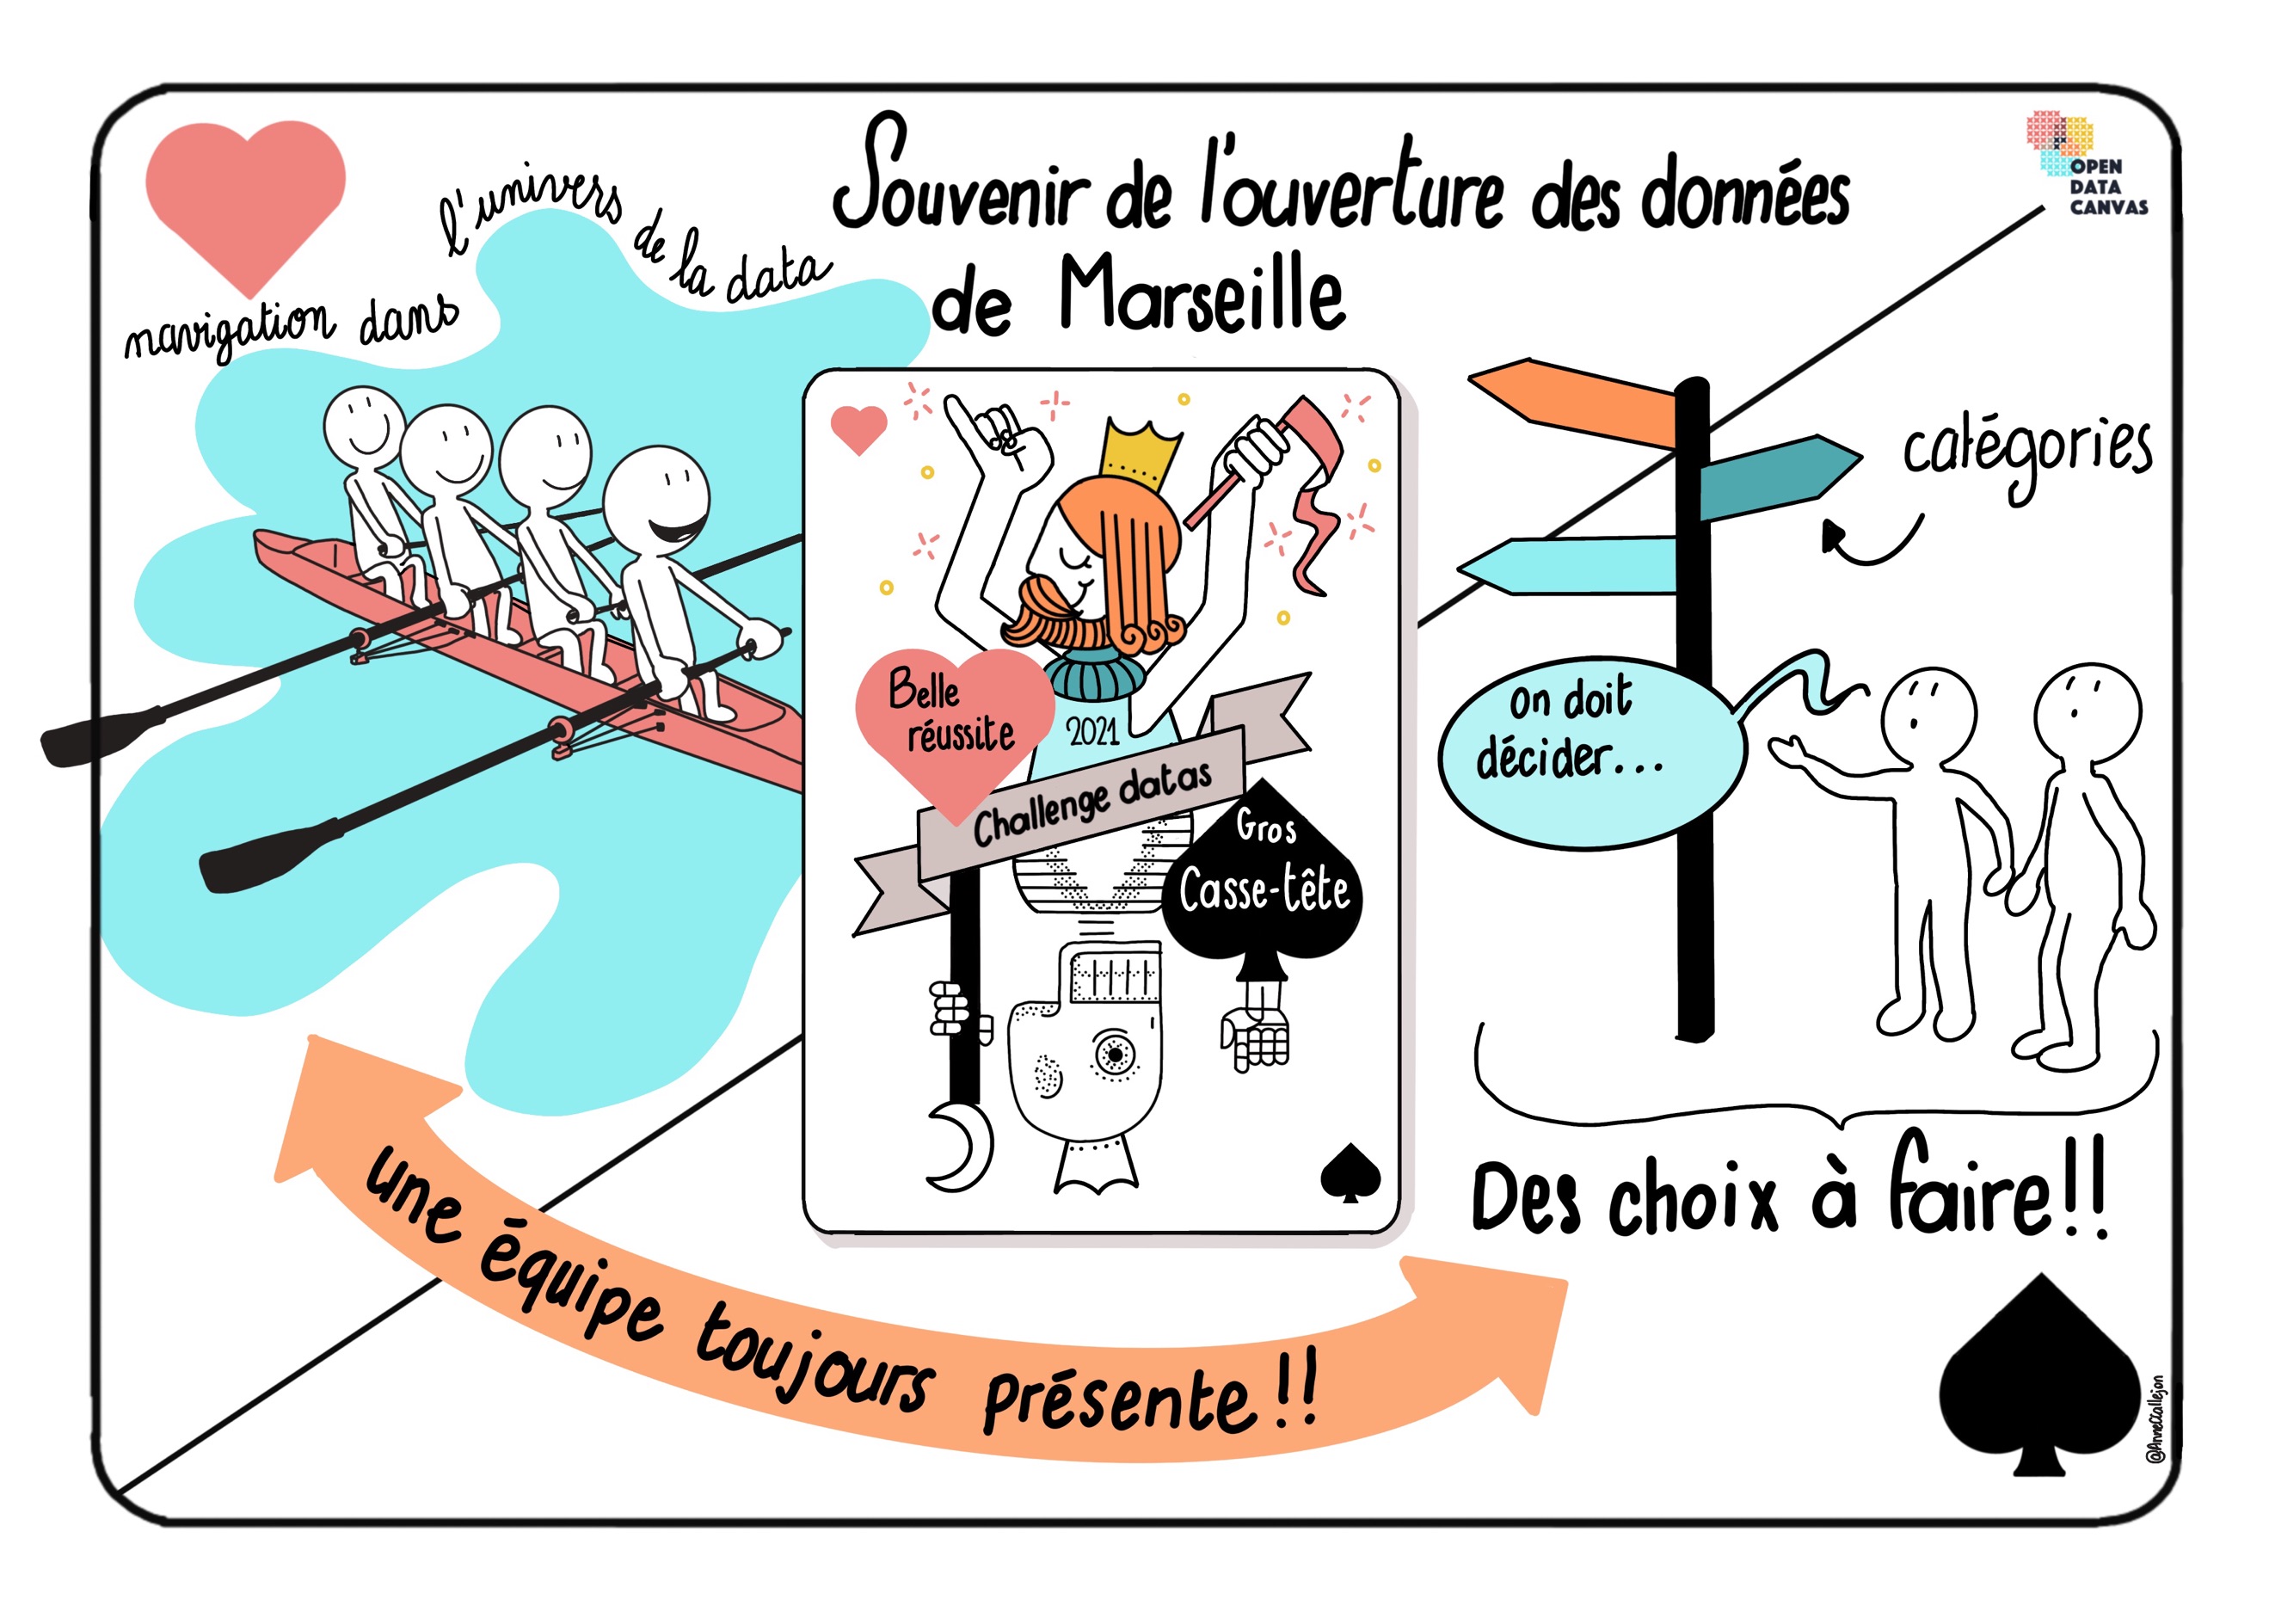 Souvenir de l'ouverture des données
de Marseille
OPEN
DATA
CANVAS
navigation dans
l'univers de la data
catégories
Belle
réussite
2021
Challenge datas
Gros
Casse-tête
on doit
décider...
Des choix à faire!!
une équipe toujours présente!!